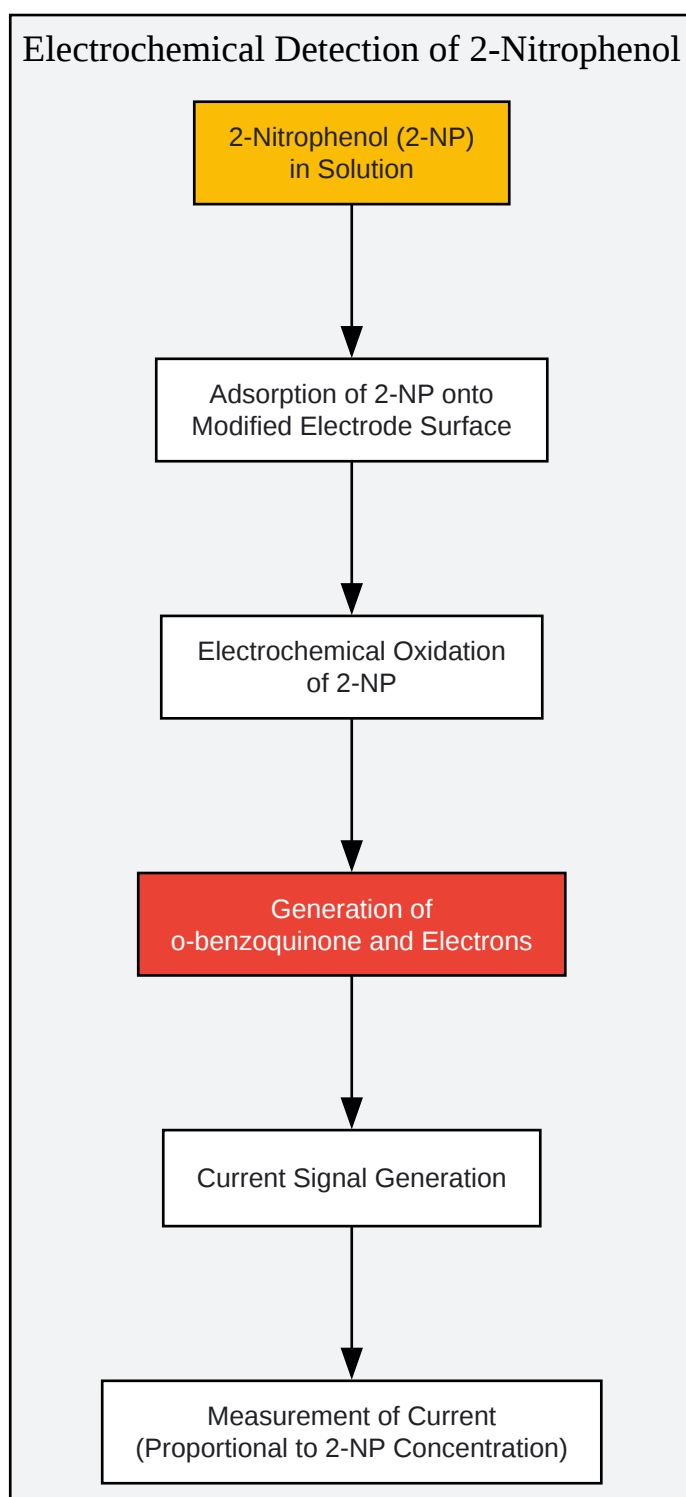 Electrochemical Detection of 2-Nitrophenol
2-Nitrophenol (2-NP)
in Solution
Adsorption of 2-NP onto
Modified Electrode Surface
Electrochemical Oxidation
of 2-NP
Generation of
o-benzoquinone and Electrons
Current Signal Generation
Measurement of Current
(Proportional to 2-NP Concentration)